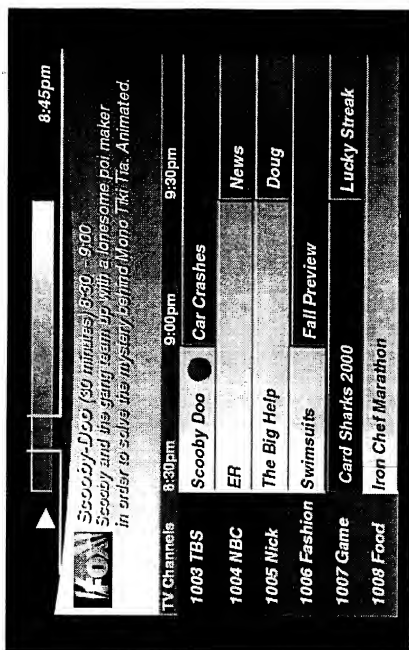 8:45pm
FOX
Scooby-Doo (30 minutes) 8:30 - 9:00
Scooby and the gang team up with a lonesome poi maker
in order to solve the mystery behind Mono Tiki Tia. Animated.
TV Channels 8:30pm 9:00pm 9:30pm
1003 TBS Scooby Doo Car Crashes
1004 NBC ER News
1005 Nick The Big Help Doug
1006 Fashion Swimsuits Fall Preview
1007 Game Card Sharks 2000 Lucky Streak
1008 Food Iron Chef Marathon